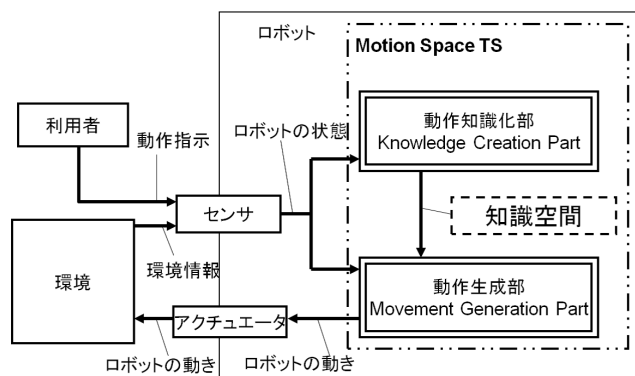 ロボット
Motion Space TS
利用者
動作指示
ロボットの状態
動作知識化部
Knowledge Creation Part
センサ
知識空間
環境情報
環境
動作生成部
Movement Generation Part
アクチュエータ
ロボットの動き
ロボットの動き